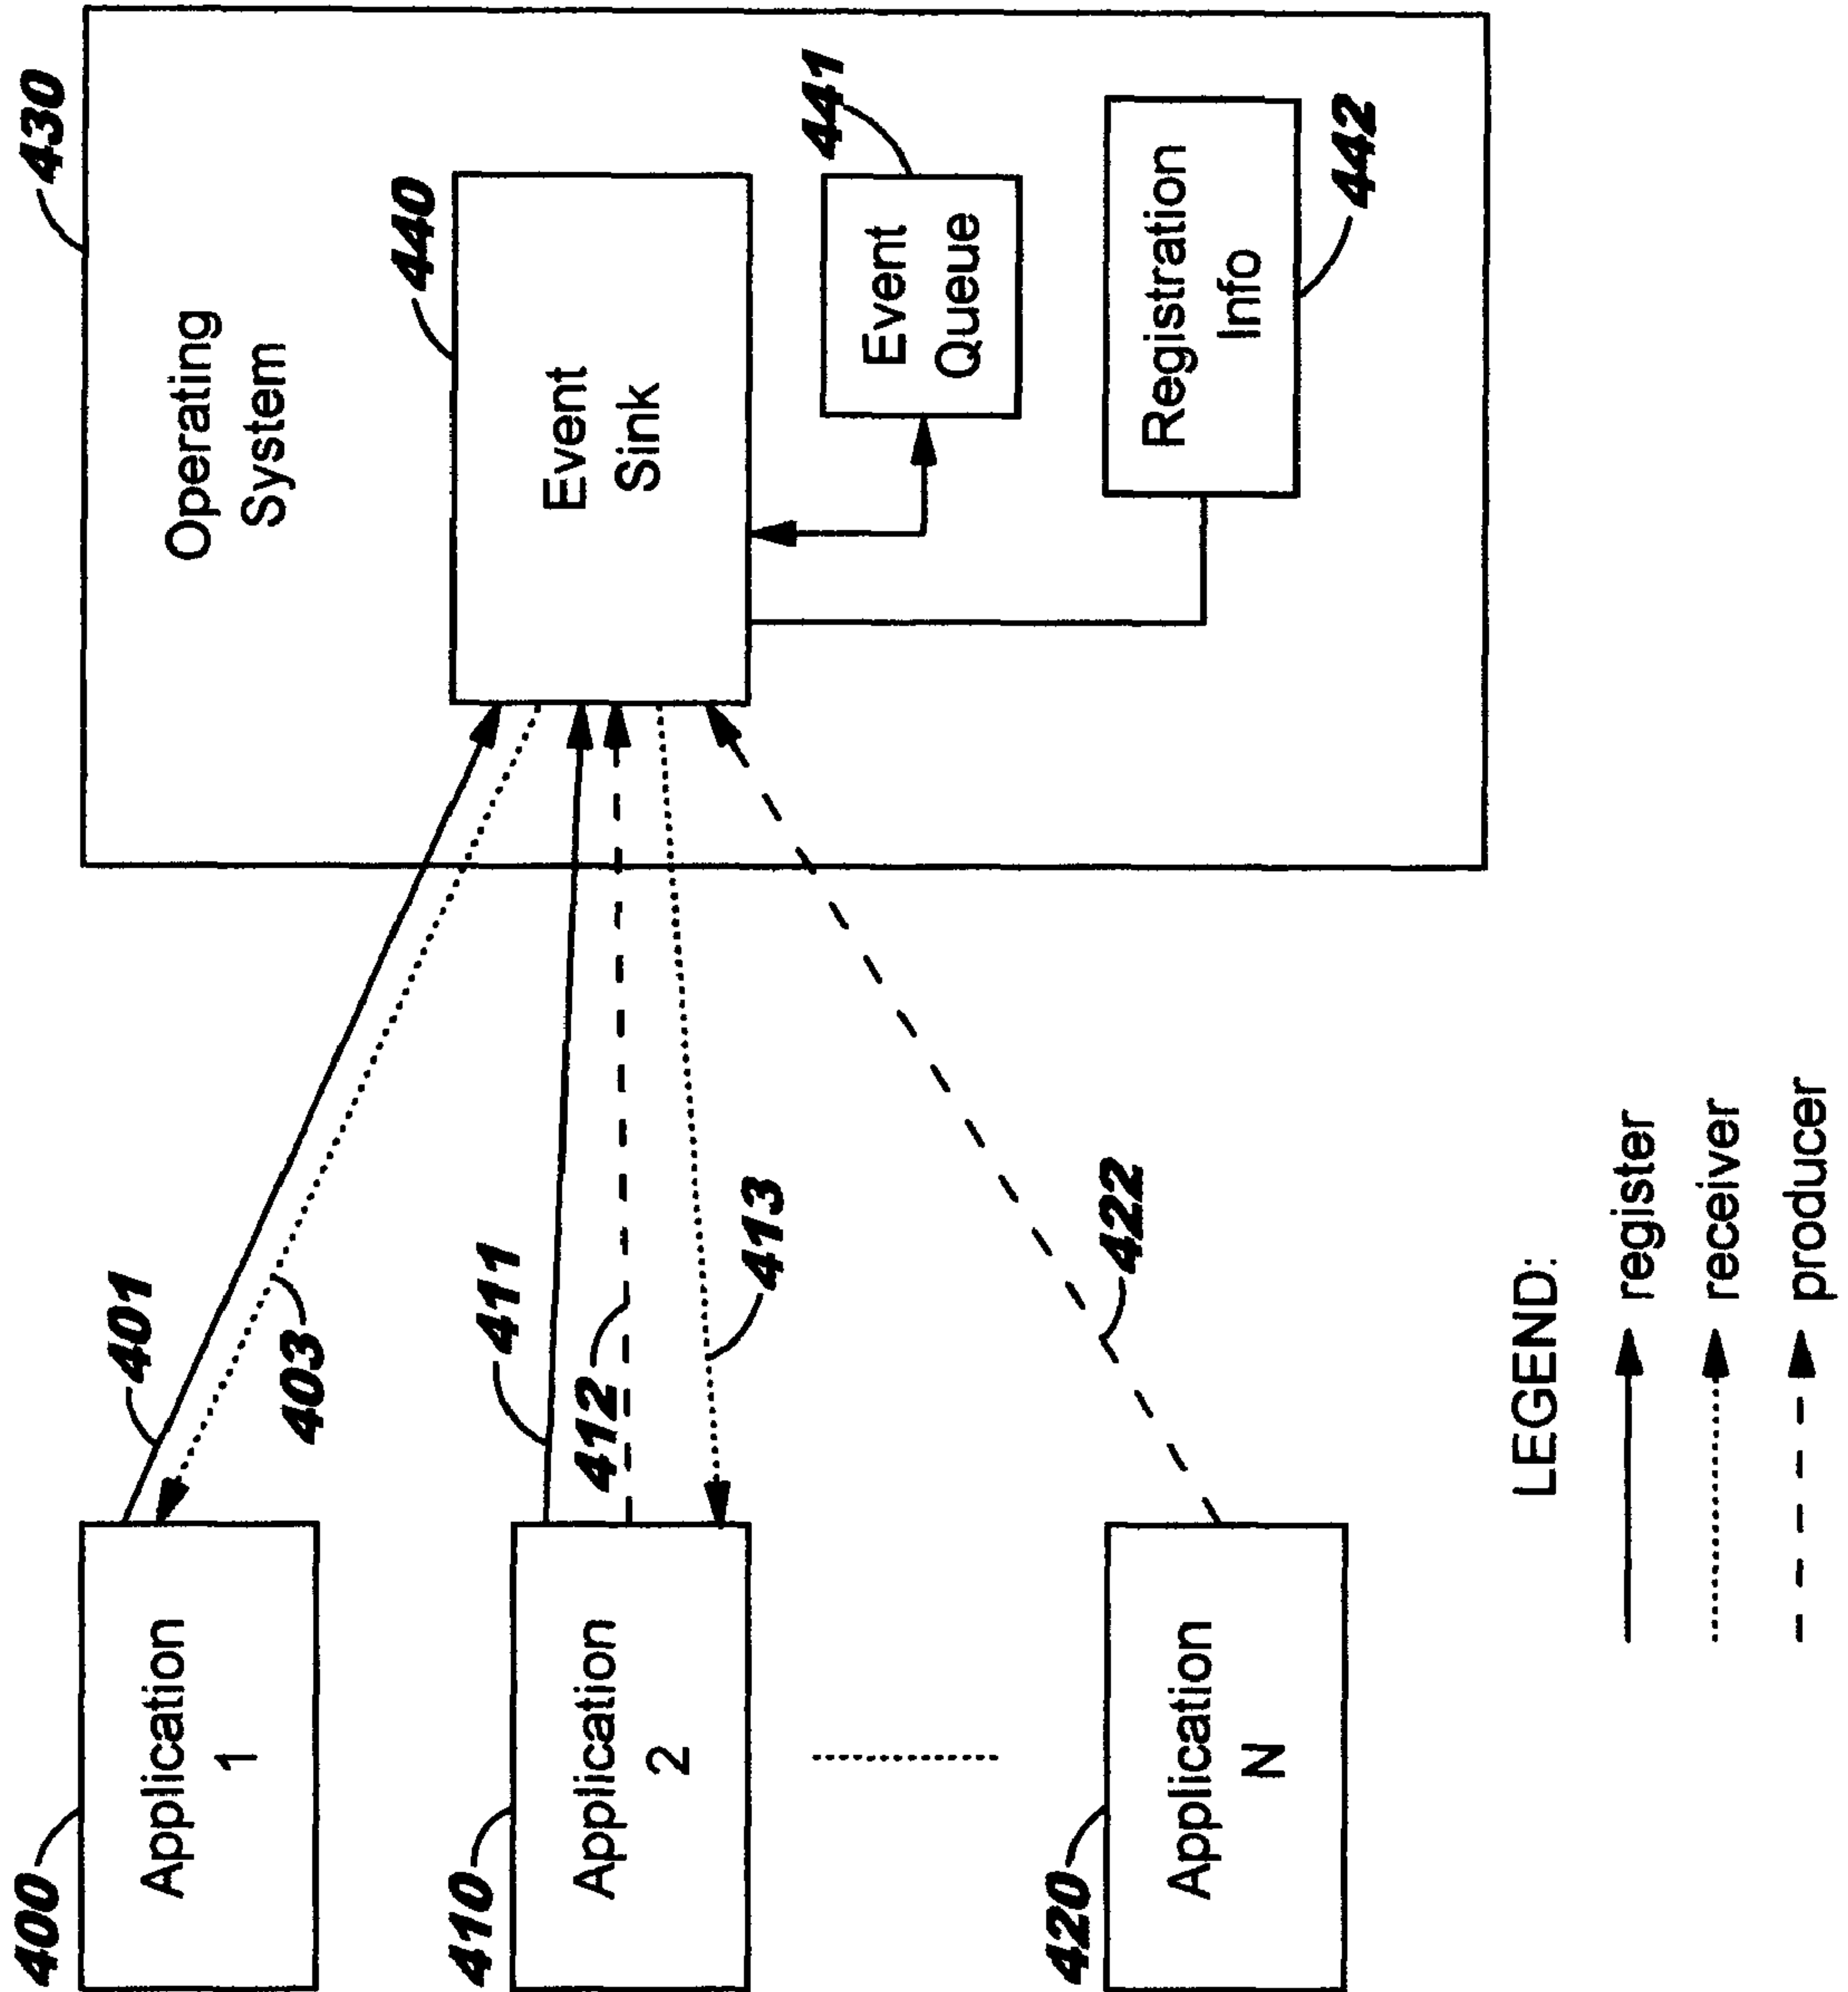 400
Application
1
401
403
410
Application
2
411
412
413
420
Application
N
422
430
Operating
System
440
Event
Sink
441
Event
Queue
442
Registration
Info
LEGEND:
register
receiver
producer